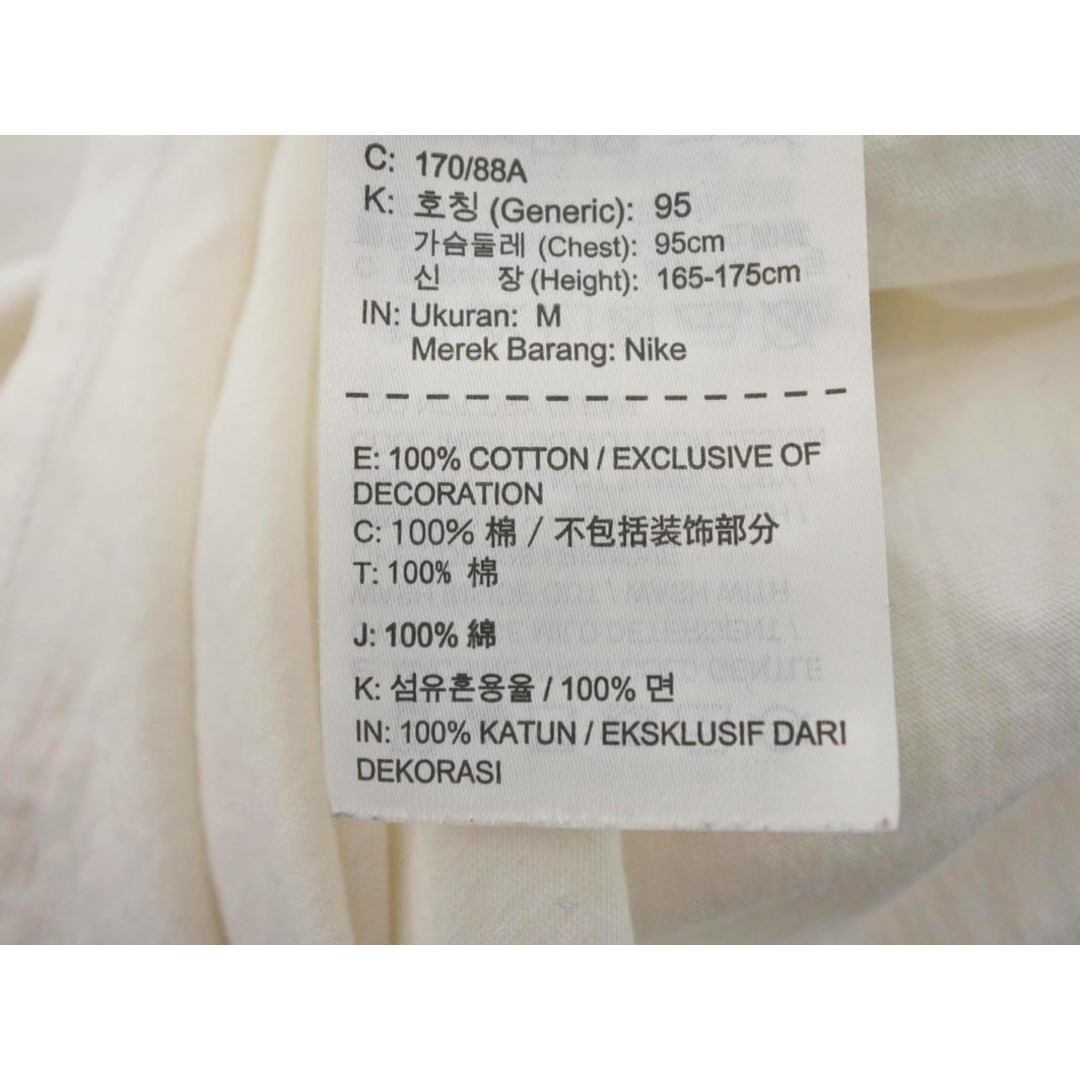 C: 170/88A
K: 호칭 (Generic): 95
가슴둘레 (Chest): 95cm
신 장 (Height): 165-175cm
IN: Ukuran: M
Merek Barang: Nike
E: 100% COTTON / EXCLUSIVE OF
DECORATION
C: 100% 棉 / 不包括装饰部分
T: 100% 棉
J: 100% 綿
K: 섬유혼용율 / 100% 면
IN: 100% KATUN / EKSKLUSIF DARI
DEKORASI